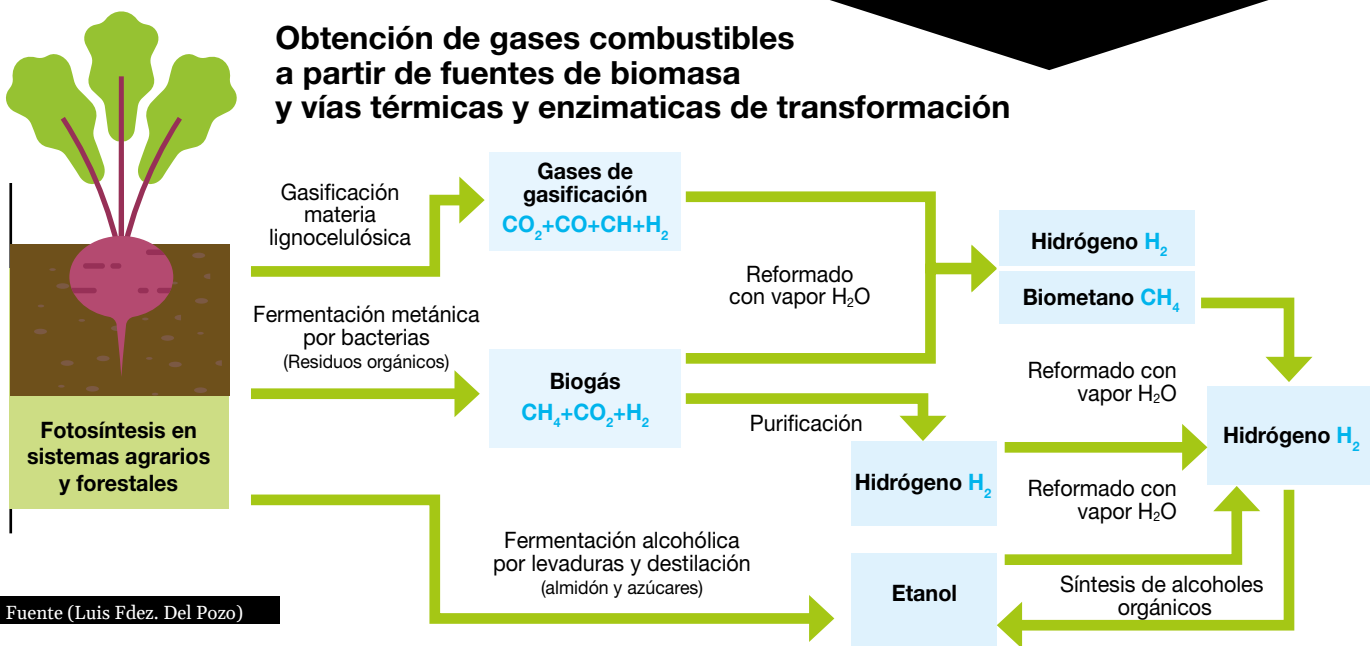 Obtención de gases combustibles
a partir de fuentes de biomasa
y vías térmicas y enzimaticas de transformación
Gasificación
materia
lignocelulósica
Gases de
gasificación
CO₂+CO+CH+H₂
Reformado
con vapor H₂O
Hidrógeno H₂
Biometano CH₄
Fermentación metánica
por bacterias
(Residuos orgánicos)
Biogás
CH₄+CO₂+H₂
Purificación
Hidrógeno H₂
Reformado con
vapor H₂O
Reformado con
vapor H₂O
Hidrógeno H₂
Fotosíntesis en
sistemas agrarios
y forestales
Fermentación alcohólica
por levaduras y destilación
(almidón y azúcares)
Etanol
Síntesis de alcoholes
orgánicos
Fuente (Luis Fdez. Del Pozo)